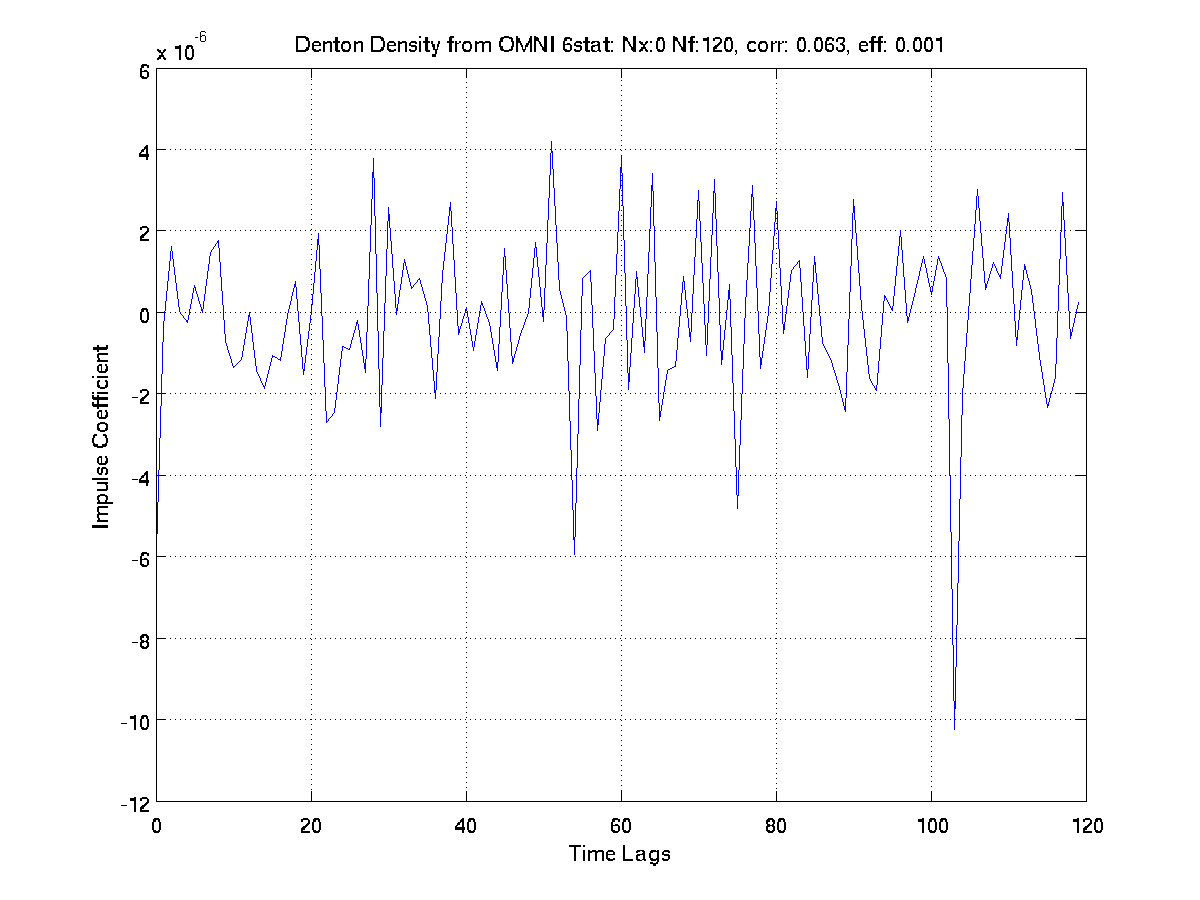 x 10^-6
Denton Density from OMNI 6stat: Nx:0 Nf:120, corr: 0.063, eff: 0.001
6
4
2
0
-2
-4
-6
-8
-10
-12
Impulse Coefficient
0 20 40 60 80 100 120
Time Lags